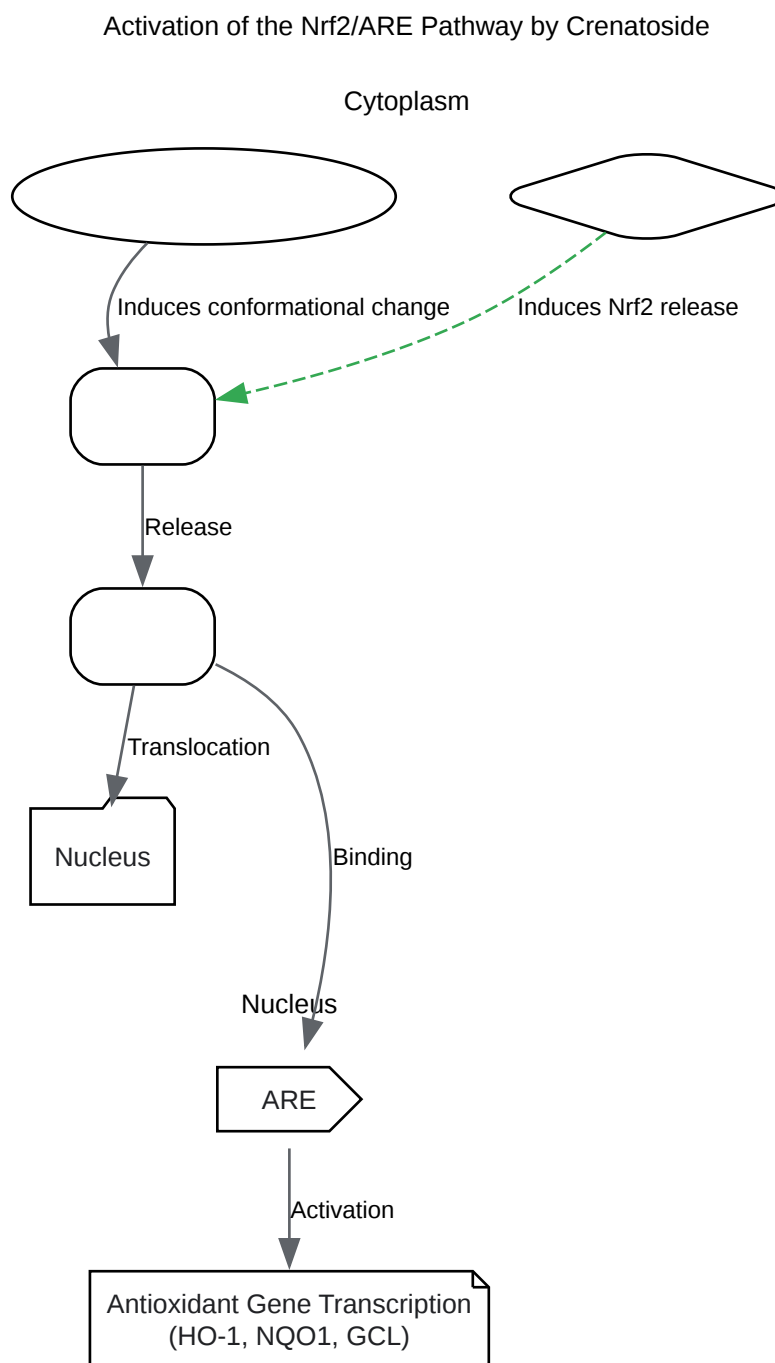 Activation of the Nrf2/ARE Pathway by Crenatoside
Cytoplasm
Induces conformational change
Induces Nrf2 release
Release
Translocation
Nucleus
Binding
Nucleus
ARE
Activation
Antioxidant Gene Transcription
(HO-1, NQO1, GCL)